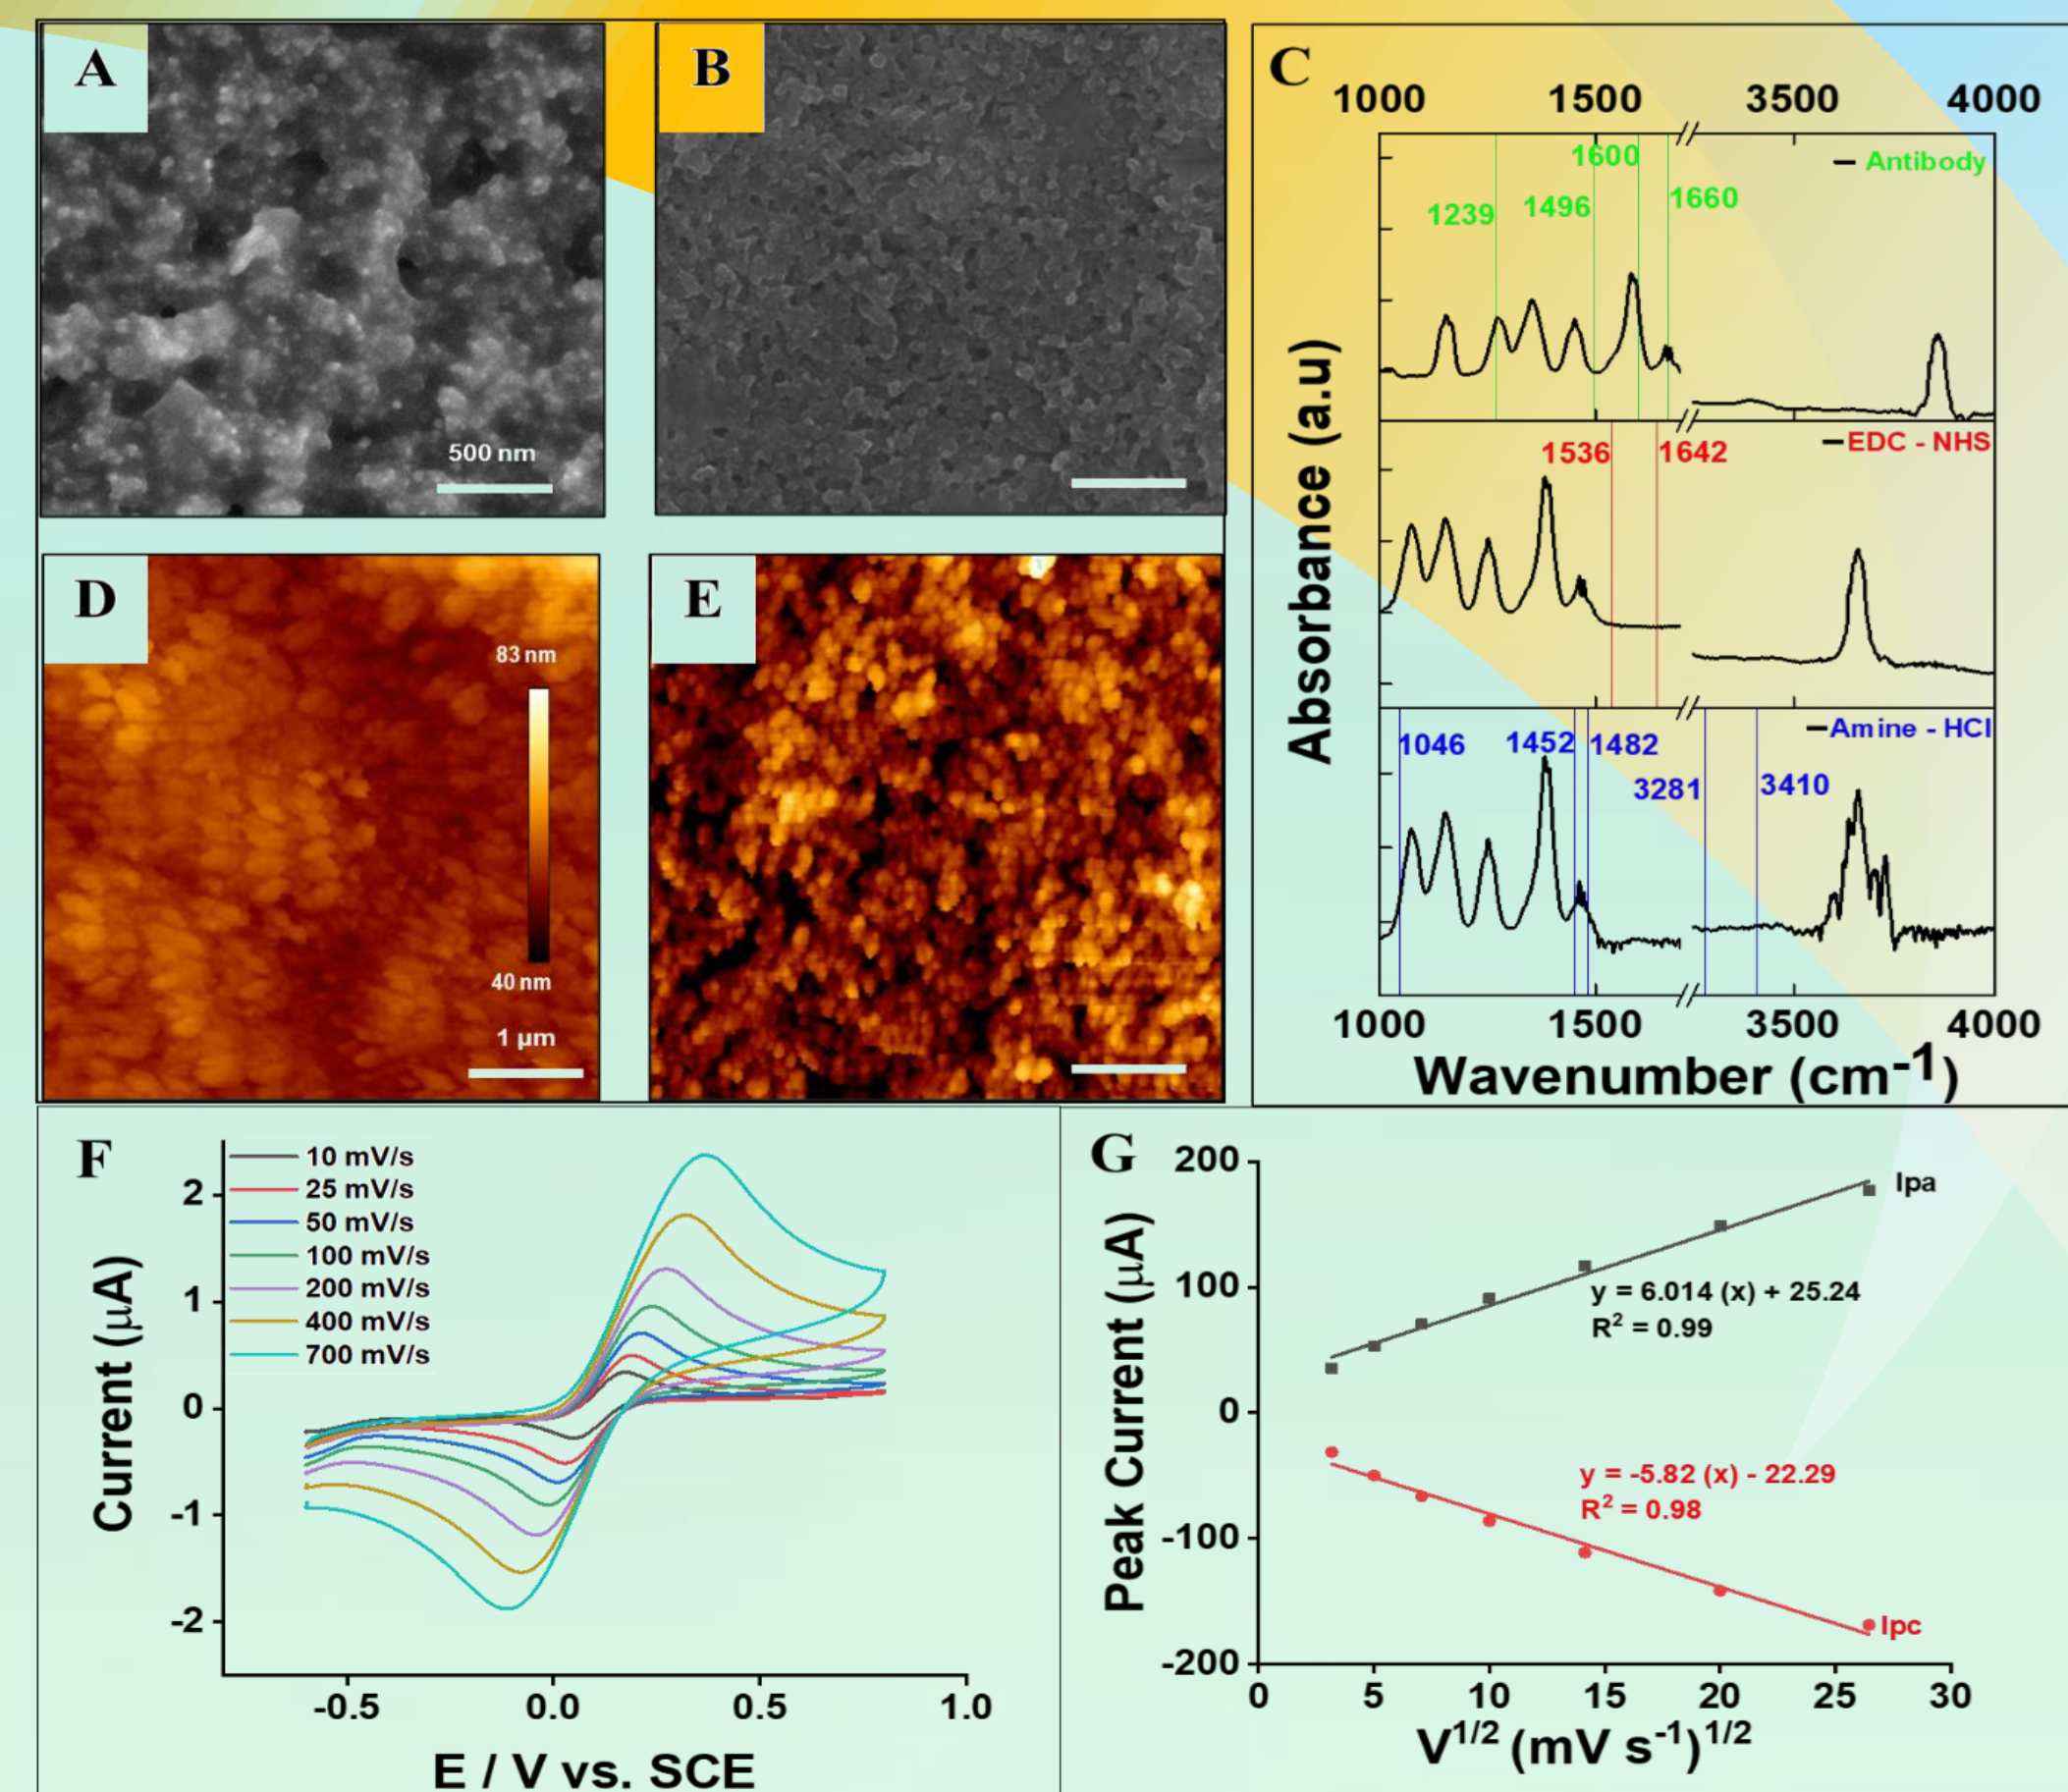 A
500 nm
B
C
1000 1500 3500 4000
Antibody
1600
1660
1239 1496
EDC - NHS
1536 1642
Amine - HCl
1046 1452 1482
3281 3410
Absorbance (a.u)
1000 1500 3500 4000
Wavenumber (cm-1)
D
83 nm
40 nm
1 µm
E
F
10 mV/s
25 mV/s
50 mV/s
100 mV/s
200 mV/s
400 mV/s
700 mV/s
Current (µA)
2
1
0
-1
-2
-0.5 0.0 0.5 1.0
E / V vs. SCE
G
Peak Current (µA)
200
100
0
-100
-200
Ipa
y = 6.014 (x) + 25.24
R2 = 0.99
y = -5.82 (x) - 22.29
R2 = 0.98
Ipc
0 5 10 15 20 25 30
V1/2 (mV s-1)1/2